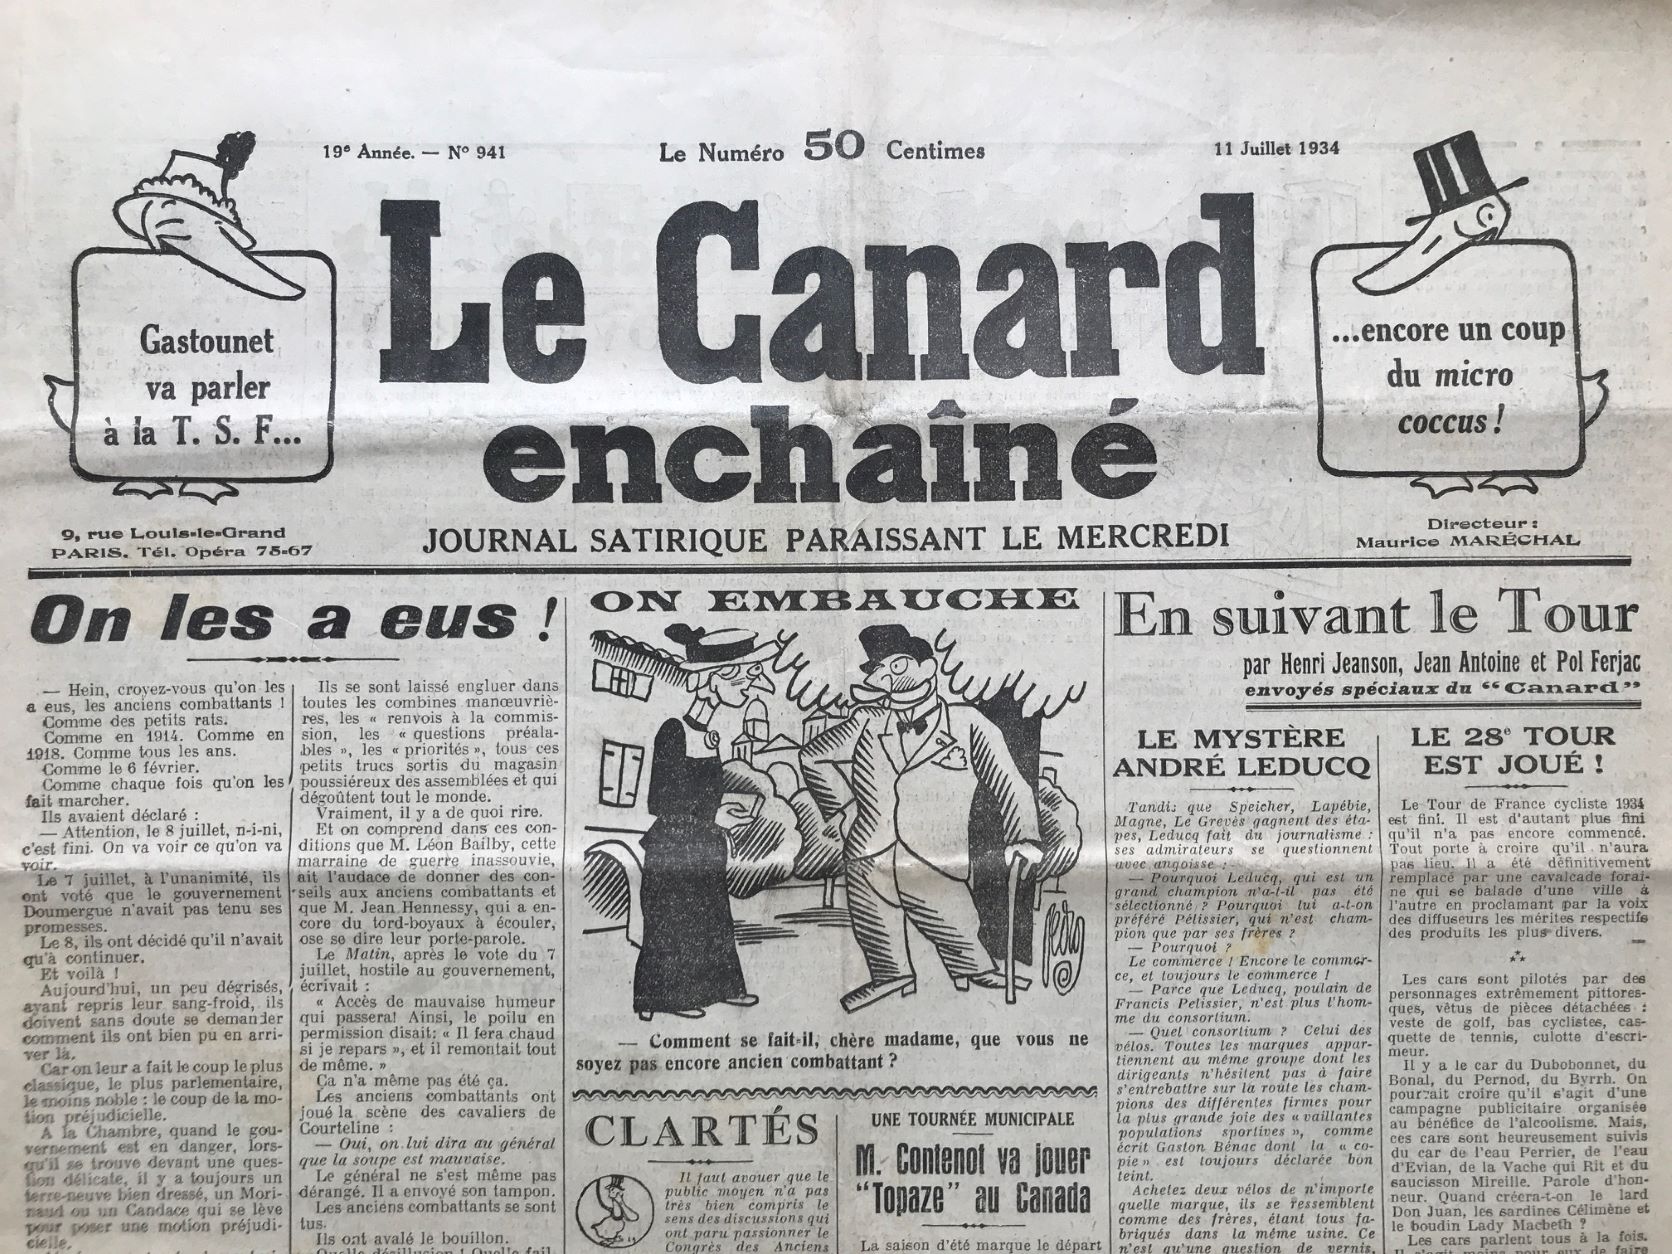 19e Année. — No 941
Le Numéro 50 Centimes
11 Juillet 1934
Gastounet
va parler
à la T. S. F...
Le Canard
enchaîné
...encore un coup
du micro
coccus !
9, rue Louis-le-Grand
PARIS. Tél. Opéra 75-67
JOURNAL SATIRIQUE PARAISSANT LE MERCREDI
Directeur :
Maurice MARÉCHAL
On les a eus !
— Hein, croyez-vous qu'on les
a eus, les anciens combattants !
Comme des petits rats.
Comme en 1914. Comme en
1918. Comme tous les ans.
Comme le 6 février.
Comme chaque fois qu'on les
fait marcher.
Ils avaient déclaré :
— Attention, le 8 juillet, n-i-ni,
c'est fini. On va voir ce qu'on va
voir.
Le 7 juillet, à l'unanimité, ils
ont voté que le gouvernement
Doumergue n'avait pas tenu ses
promesses.
Le 8, ils ont décidé qu'il n'avait
qu'à continuer.
Et voilà !
Aujourd'hui, un peu dégrisés,
ayant repris leur sang-froid, ils
doivent sans doute se demander
comment ils ont bien pu en arri-
ver là.
Car on leur a fait le coup le plus
classique, le plus parlementaire,
le moins noble : le coup de la mo-
tion préjudicielle.
A la Chambre, quand le gou-
vernement est en danger, lors-
qu'il se trouve devant une ques-
tion délicate, il y a toujours un
terre-neuve bien dressé, un Mori-
naud ou un Candace qui se lève
pour poser une motion préjudi-
cielle.
Ils se sont laissé engluer dans
toutes les combines manœuvriè-
res, les « renvois à la commis-
sion, les « questions préala-
bles », les « priorités », tous ces
petits trucs sortis du magasin
poussiéreux des assemblées et qui
dégoûtent tout le monde.
Vraiment, il y a de quoi rire.
Et on comprend dans ces con-
ditions que M. Léon Bailby, cette
marraine de guerre inassouvie,
ait l'audace de donner des con-
seils aux anciens combattants et
que M. Jean Hennessy, qui a en-
core du tord-boyaux à écouler,
ose se dire leur porte-parole.
Le Matin, après le vote du 7
juillet, hostile au gouvernement,
écrivait :
« Accès de mauvaise humeur
qui passera! Ainsi, le poilu en
permission disait: « Il fera chaud
si je repars », et il remontait tout
de même. »
Ça n'a même pas été ça.
Les anciens combattants ont
joué la scène des cavaliers de
Courteline :
— Oui, on lui dira au général
que la soupe est mauvaise.
Le général ne s'est même pas
dérangé. Il a envoyé son tampon.
Les anciens combattants se sont
tus.
Ils ont avalé le bouillon.
Quelle désillusion ! Quelle fail-
ON EMBAUCHE
— Comment se fait-il, chère madame, que vous ne
soyez pas encore ancien combattant ?
CLARTÉS
Il faut avouer que le
public moyen n'a pas
très bien compris le
sens des discussions qui
ont paru passionner le
Congrès des Anciens
UNE TOURNÉE MUNICIPALE
M. Contenot va jouer
"Topaze" au Canada
La saison d'été marque le départ
En suivant le Tour
par Henri Jeanson, Jean Antoine et Pol Ferjac
envoyés spéciaux du "Canard"
LE MYSTÈRE
ANDRÉ LEDUCQ
Tandis que Speicher, Lapébie,
Magne, Le Grevès gagnent des éta-
pes, Leducq fait du journalisme :
ses admirateurs se questionnent
avec angoisse :
— Pourquoi Leducq, qui est un
grand champion n'a-t-il pas été
sélectionné ? Pourquoi lui a-t-on
préféré Pélissier, qui n'est cham-
pion que par ses frères ?
— Pourquoi ?
Le commerce ! Encore le commer-
ce, et toujours le commerce !
— Parce que Leducq, poulain de
Francis Pelissier, n'est plus l'hom-
me du consortium.
— Quel consortium ? Celui des
vélos. Toutes les marques appar-
tiennent au même groupe dont les
dirigeants n'hésitent pas à faire
s'entrebattre sur la route les cham-
pions des différentes firmes pour
la plus grande joie des « vaillantes
populations sportives », comme
écrit Gaston Bénac dont la « co-
pie » est toujours déclarée bon
teint.
Achetez deux vélos de n'importe
quelle marque, ils se ressemblent
comme des frères, étant tous fa-
briqués dans la même usine. Ce
n'est qu'une question de vernis,
LE 28e TOUR
EST JOUÉ !
Le Tour de France cycliste 1934
est fini. Il est d'autant plus fini
qu'il n'a pas encore commencé.
Tout porte à croire qu'il n'aura
pas lieu. Il a été définitivement
remplacé par une cavalcade forai-
ne qui se balade d'une ville à
l'autre en proclamant par la voix
des diffuseurs les mérites respectifs
des produits les plus divers.
Les cars sont pilotés par des
personnages extrêmement pittores-
ques, vêtus de pièces détachées :
veste de golf, bas cyclistes, cas-
quette de tennis, culotte d'escri-
meur.
Il y a le car du Dubobonnet, du
Bonal, du Pernod, du Byrrh. On
pourrait croire qu'il s'agit d'une
campagne publicitaire organisée
au bénéfice de l'alcoolisme. Mais,
ces cars sont heureusement suivis
du car de l'eau Perrier, de l'eau
d'Evian, de la Vache qui Rit et du
saucisson Mireille. Parole d'hon-
neur. Quand créera-t-on le lard
Don Juan, les sardines Célimène et
le boudin Lady Macbeth ?
Les cars parlent tous à la fois.